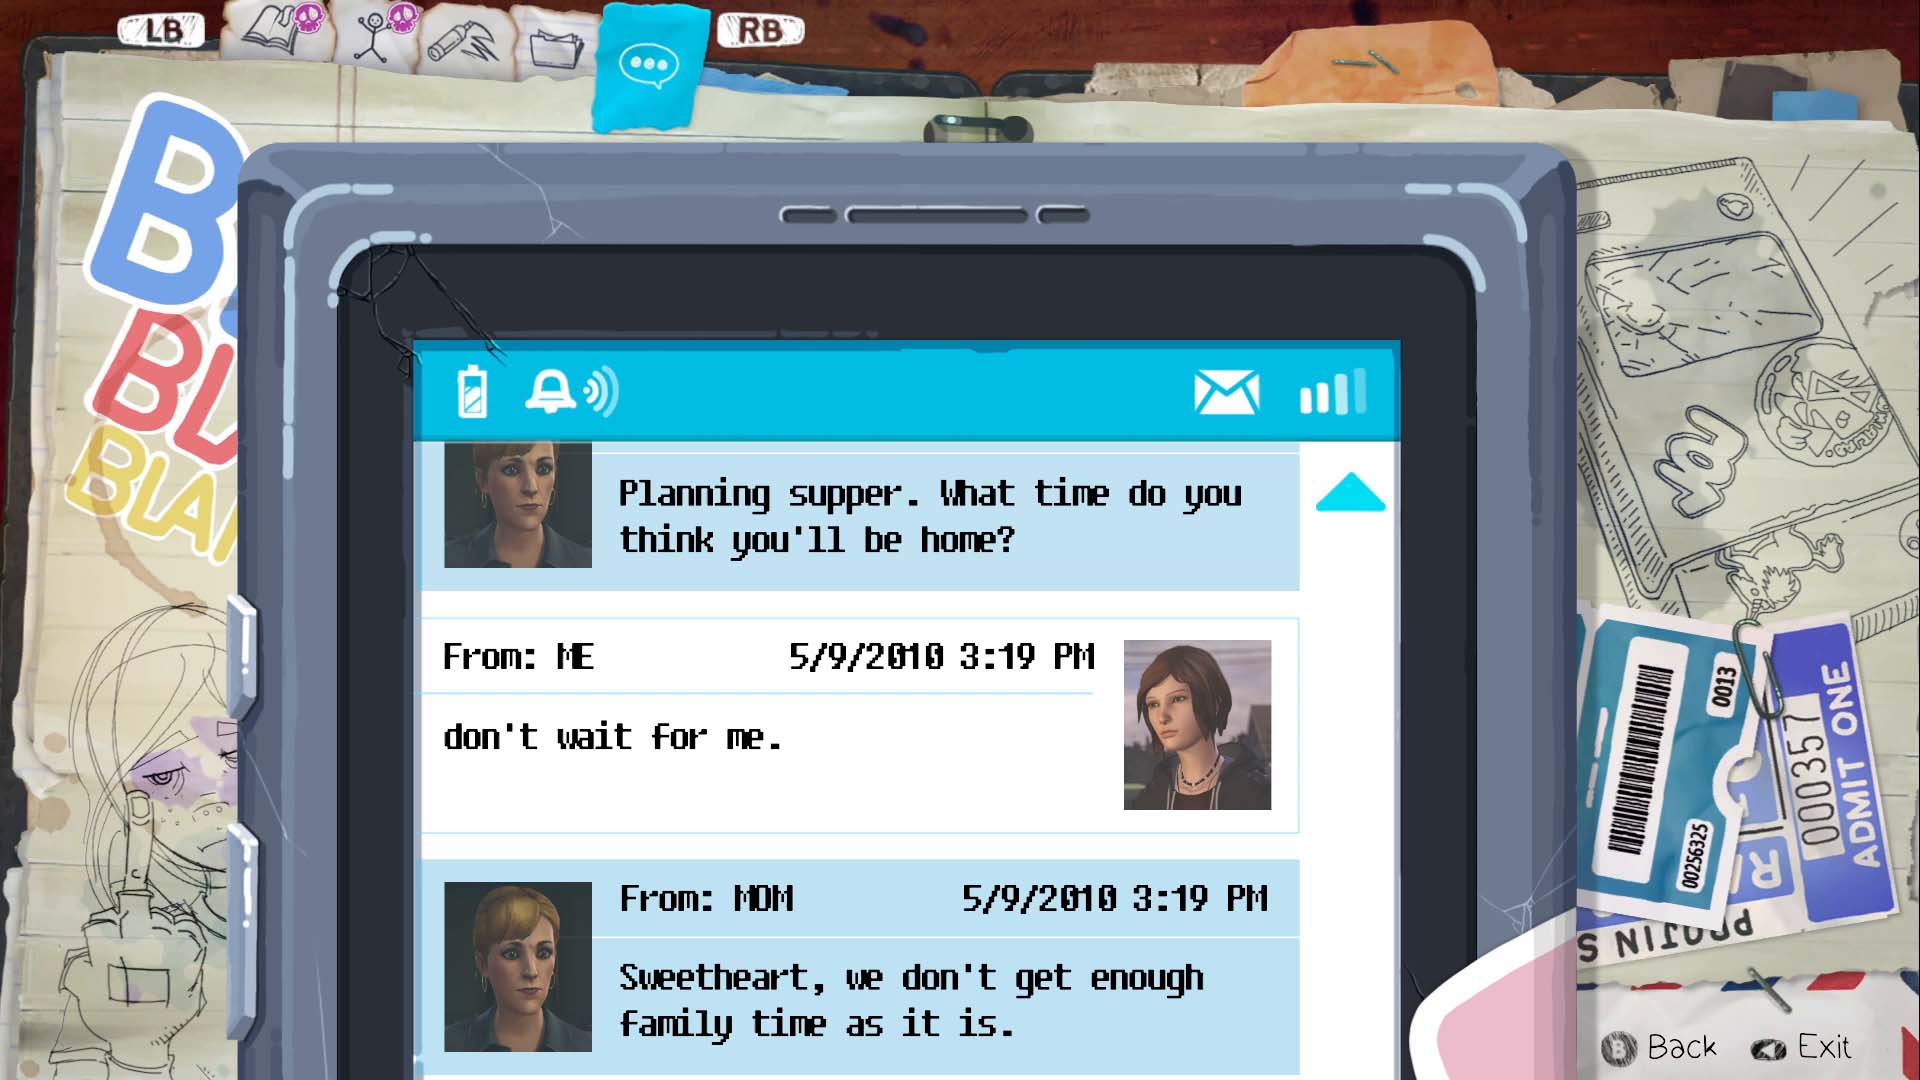 LB
RB
Planning supper. What time do you
think you'll be home?
From: ME 5/9/2010 3:19 PM
don't wait for me.
From: MOM 5/9/2010 3:19 PM
Sweetheart, we don't get enough
family time as it is.
0013
00256325
000357
ADMIT ONE
B Back
Exit